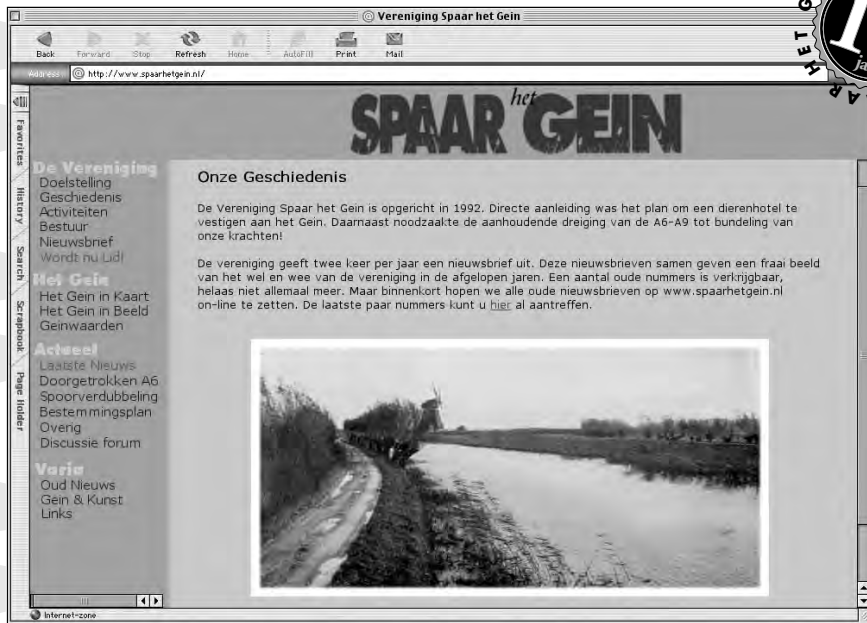 Vereniging Spaar het Gein
Back Forward Stop Refresh Home AutoFill Print Mail
Address http://www.spaarhetgein.nl/
Favorites
History
Search
Scrapbook
Page Holder
SPAAR het GEIN
De Vereniging
Doelstelling
Geschiedenis
Activiteiten
Bestuur
Nieuwsbrief
Wordt nu Lid!
Het Gein
Het Gein in Kaart
Het Gein in Beeld
Geinwaarden
Actueel
Laatste Nieuws
Doorgetrokken A6
Spoorverdubbeling
Bestemmingsplan
Overig
Discussie forum
Varia
Oud Nieuws
Gein & Kunst
Links
Onze Geschiedenis
De Vereniging Spaar het Gein is opgericht in 1992. Directe aanleiding was het plan om een dierenhotel te
vestigen aan het Gein. Daarnaast noodzaakte de aanhoudende dreiging van de A6-A9 tot bundeling van
onze krachten!
De vereniging geeft twee keer per jaar een nieuwsbrief uit. Deze nieuwsbrieven samen geven een fraai beeld
van het wel en wee van de vereniging in de afgelopen jaren. Een aantal oude nummers is verkrijgbaar,
helaas niet allemaal meer. Maar binnenkort hopen we alle oude nieuwsbrieven op www.spaarhetgein.nl
on-line te zetten. De laatste paar nummers kunt u hier al aantreffen.
Internet-zone